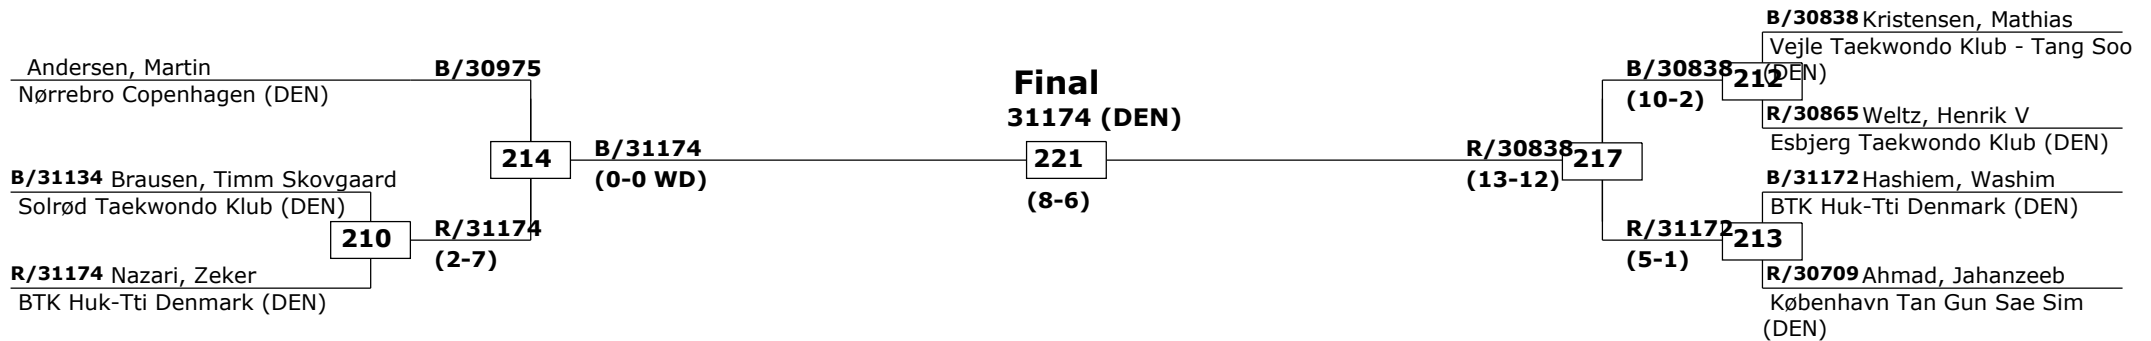 Andersen, Martin
Nørrebro Copenhagen (DEN)
B/30975
B/31134 Brausen, Timm Skovgaard
Solrød Taekwondo Klub (DEN)
210
R/31174 Nazari, Zeker
BTK Huk-Tti Denmark (DEN)
R/31174
(2-7)
214
B/31174
(0-0 WD)
Final
31174 (DEN)
221
(8-6)
R/30838
(13-12)
217
B/30838
(10-2)
212
B/30838 Kristensen, Mathias
Vejle Taekwondo Klub - Tang Soo
(DEN)
R/30865 Weltz, Henrik V
Esbjerg Taekwondo Klub (DEN)
R/31172
(5-1)
213
B/31172 Hashiem, Washim
BTK Huk-Tti Denmark (DEN)
R/30709 Ahmad, Jahanzeeb
København Tan Gun Sae Sim
(DEN)